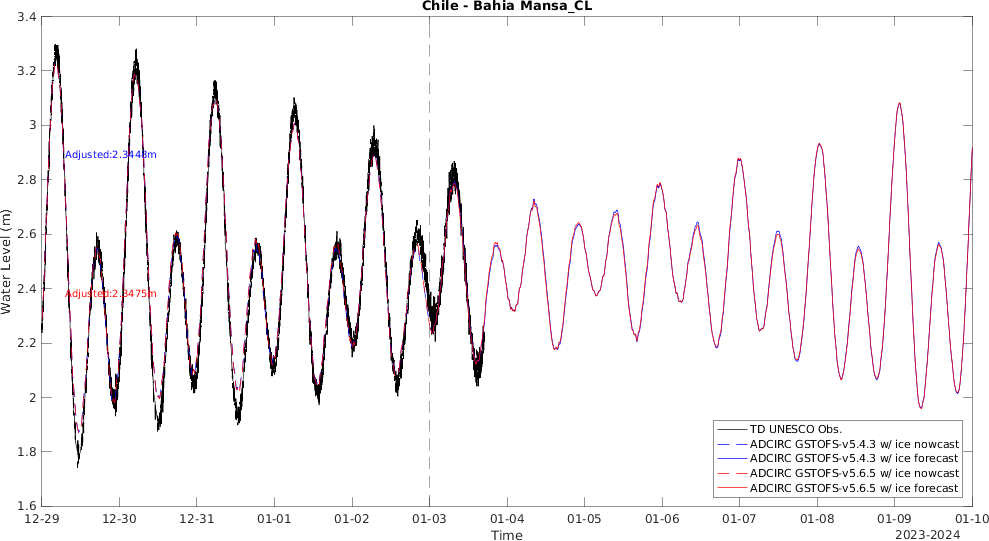 Chile - Bahia Mansa_CL
3.4
3.2
3
2.8
2.6
2.4
2.2
2
1.8
1.6
Water Level (m)
Adjusted:2.3448m
Adjusted:2.3475m
TD UNESCO Obs.
ADCIRC GSTOFS-v5.4.3 w/ ice nowcast
ADCIRC GSTOFS-v5.4.3 w/ ice forecast
ADCIRC GSTOFS-v5.6.5 w/ ice nowcast
ADCIRC GSTOFS-v5.6.5 w/ ice forecast
12-29 12-30 12-31 01-01 01-02 01-03 01-04 01-05 01-06 01-07 01-08 01-09 01-10
Time
2023-2024